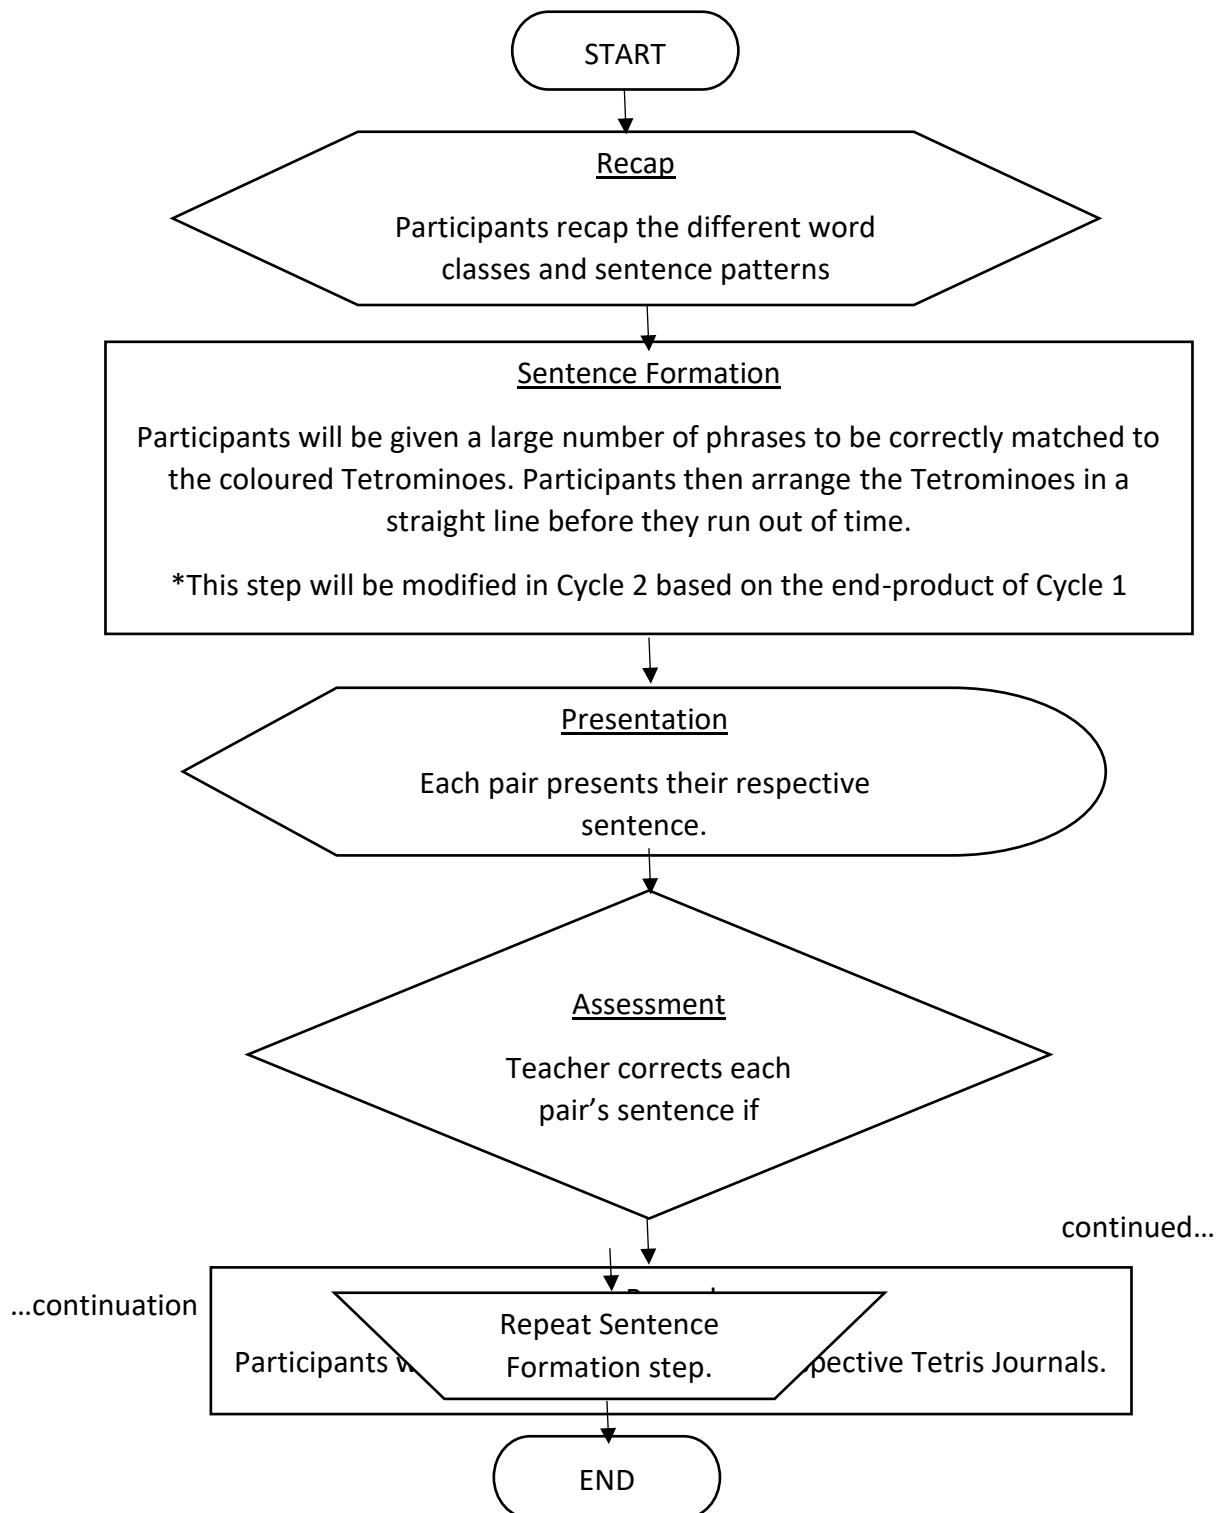 START
Recap
Participants recap the different word
classes and sentence patterns
Sentence Formation
Participants will be given a large number of phrases to be correctly matched to
the coloured Tetrominoes. Participants then arrange the Tetrominoes in a
straight line before they run out of time.
*This step will be modified in Cycle 2 based on the end-product of Cycle 1
Presentation
Each pair presents their respective
sentence.
Assessment
Teacher corrects each
pair’s sentence if
continued…
…continuation
Repeat Sentence
Formation step.
Participants Tetris Journals.
END